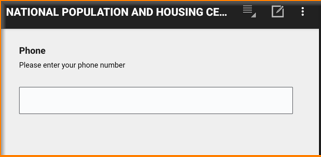 NATIONAL POPULATION AND HOUSING CE...
Phone
Please enter your phone number